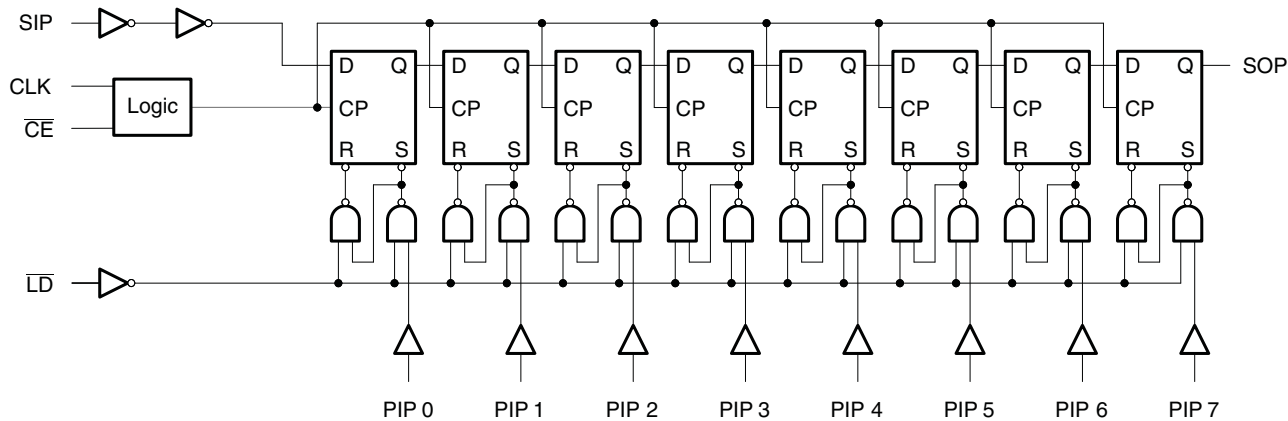 SIP
D Q D Q D Q D Q D Q D Q D Q D Q
SOP
CLK
Logic
CP CP CP CP CP CP CP CP
CE
R S R S R S R S R S R S R S R S
LD
PIP 0 PIP 1 PIP 2 PIP 3 PIP 4 PIP 5 PIP 6 PIP 7